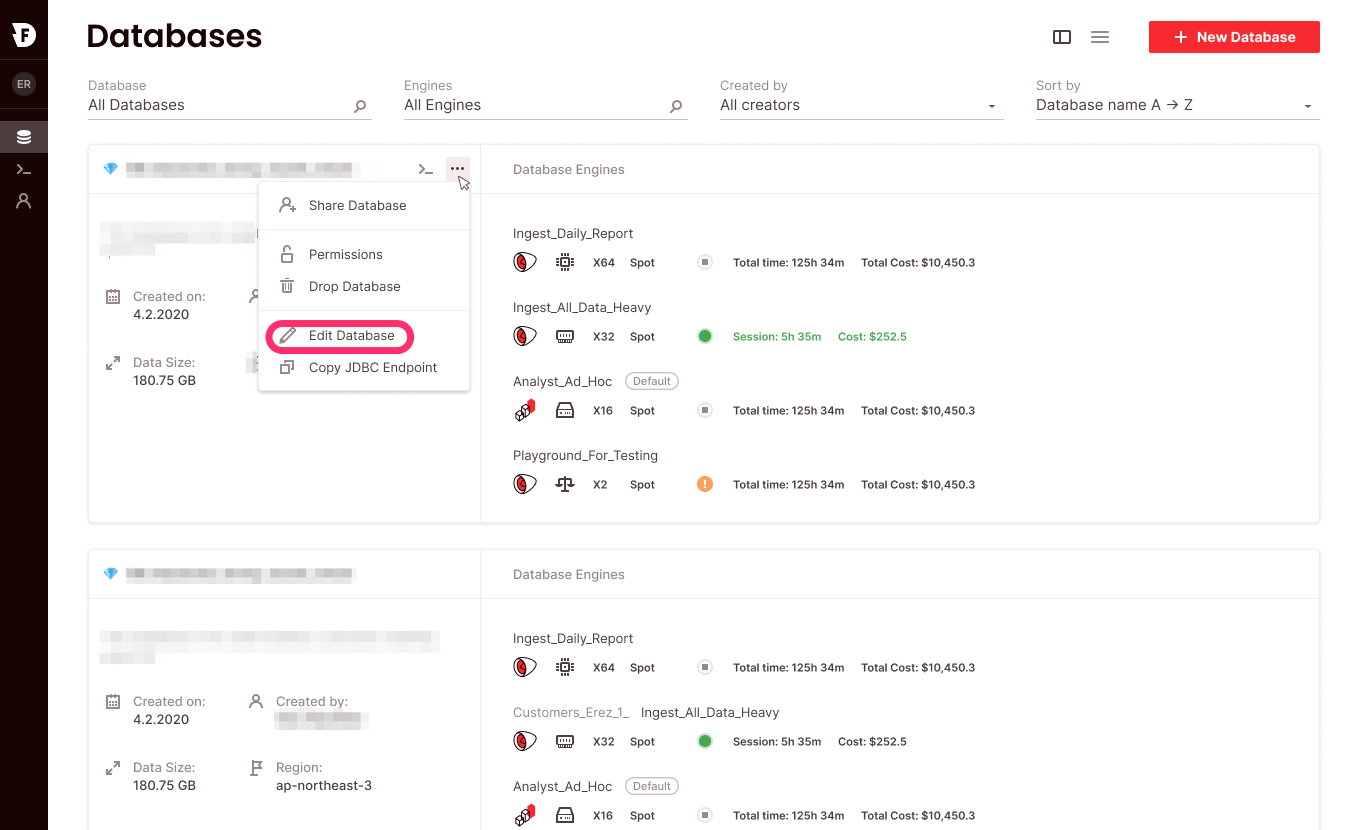 F
Databases
+ New Database
ER
Database
All Databases
Engines
All Engines
Created by
All creators
Sort by
Database name A → Z
Database Engines
Share Database
Permissions
Drop Database
Edit Database
Copy JDBC Endpoint
Created on:
4.2.2020
Data Size:
180.75 GB
Ingest_Daily_Report
X64 Spot Total time: 125h 34m Total Cost: $10,450.3
Ingest_All_Data_Heavy
X32 Spot Session: 5h 35m Cost: $252.5
Analyst_Ad_Hoc Default
X16 Spot Total time: 125h 34m Total Cost: $10,450.3
Playground_For_Testing
X2 Spot Total time: 125h 34m Total Cost: $10,450.3
Database Engines
Created on:
4.2.2020
Created by:
Data Size:
180.75 GB
Region:
ap-northeast-3
Ingest_Daily_Report
X64 Spot Total time: 125h 34m Total Cost: $10,450.3
Customers_Erez_1_ Ingest_All_Data_Heavy
X32 Spot Session: 5h 35m Cost: $252.5
Analyst_Ad_Hoc Default
X16 Spot Total time: 125h 34m Total Cost: $10,450.3